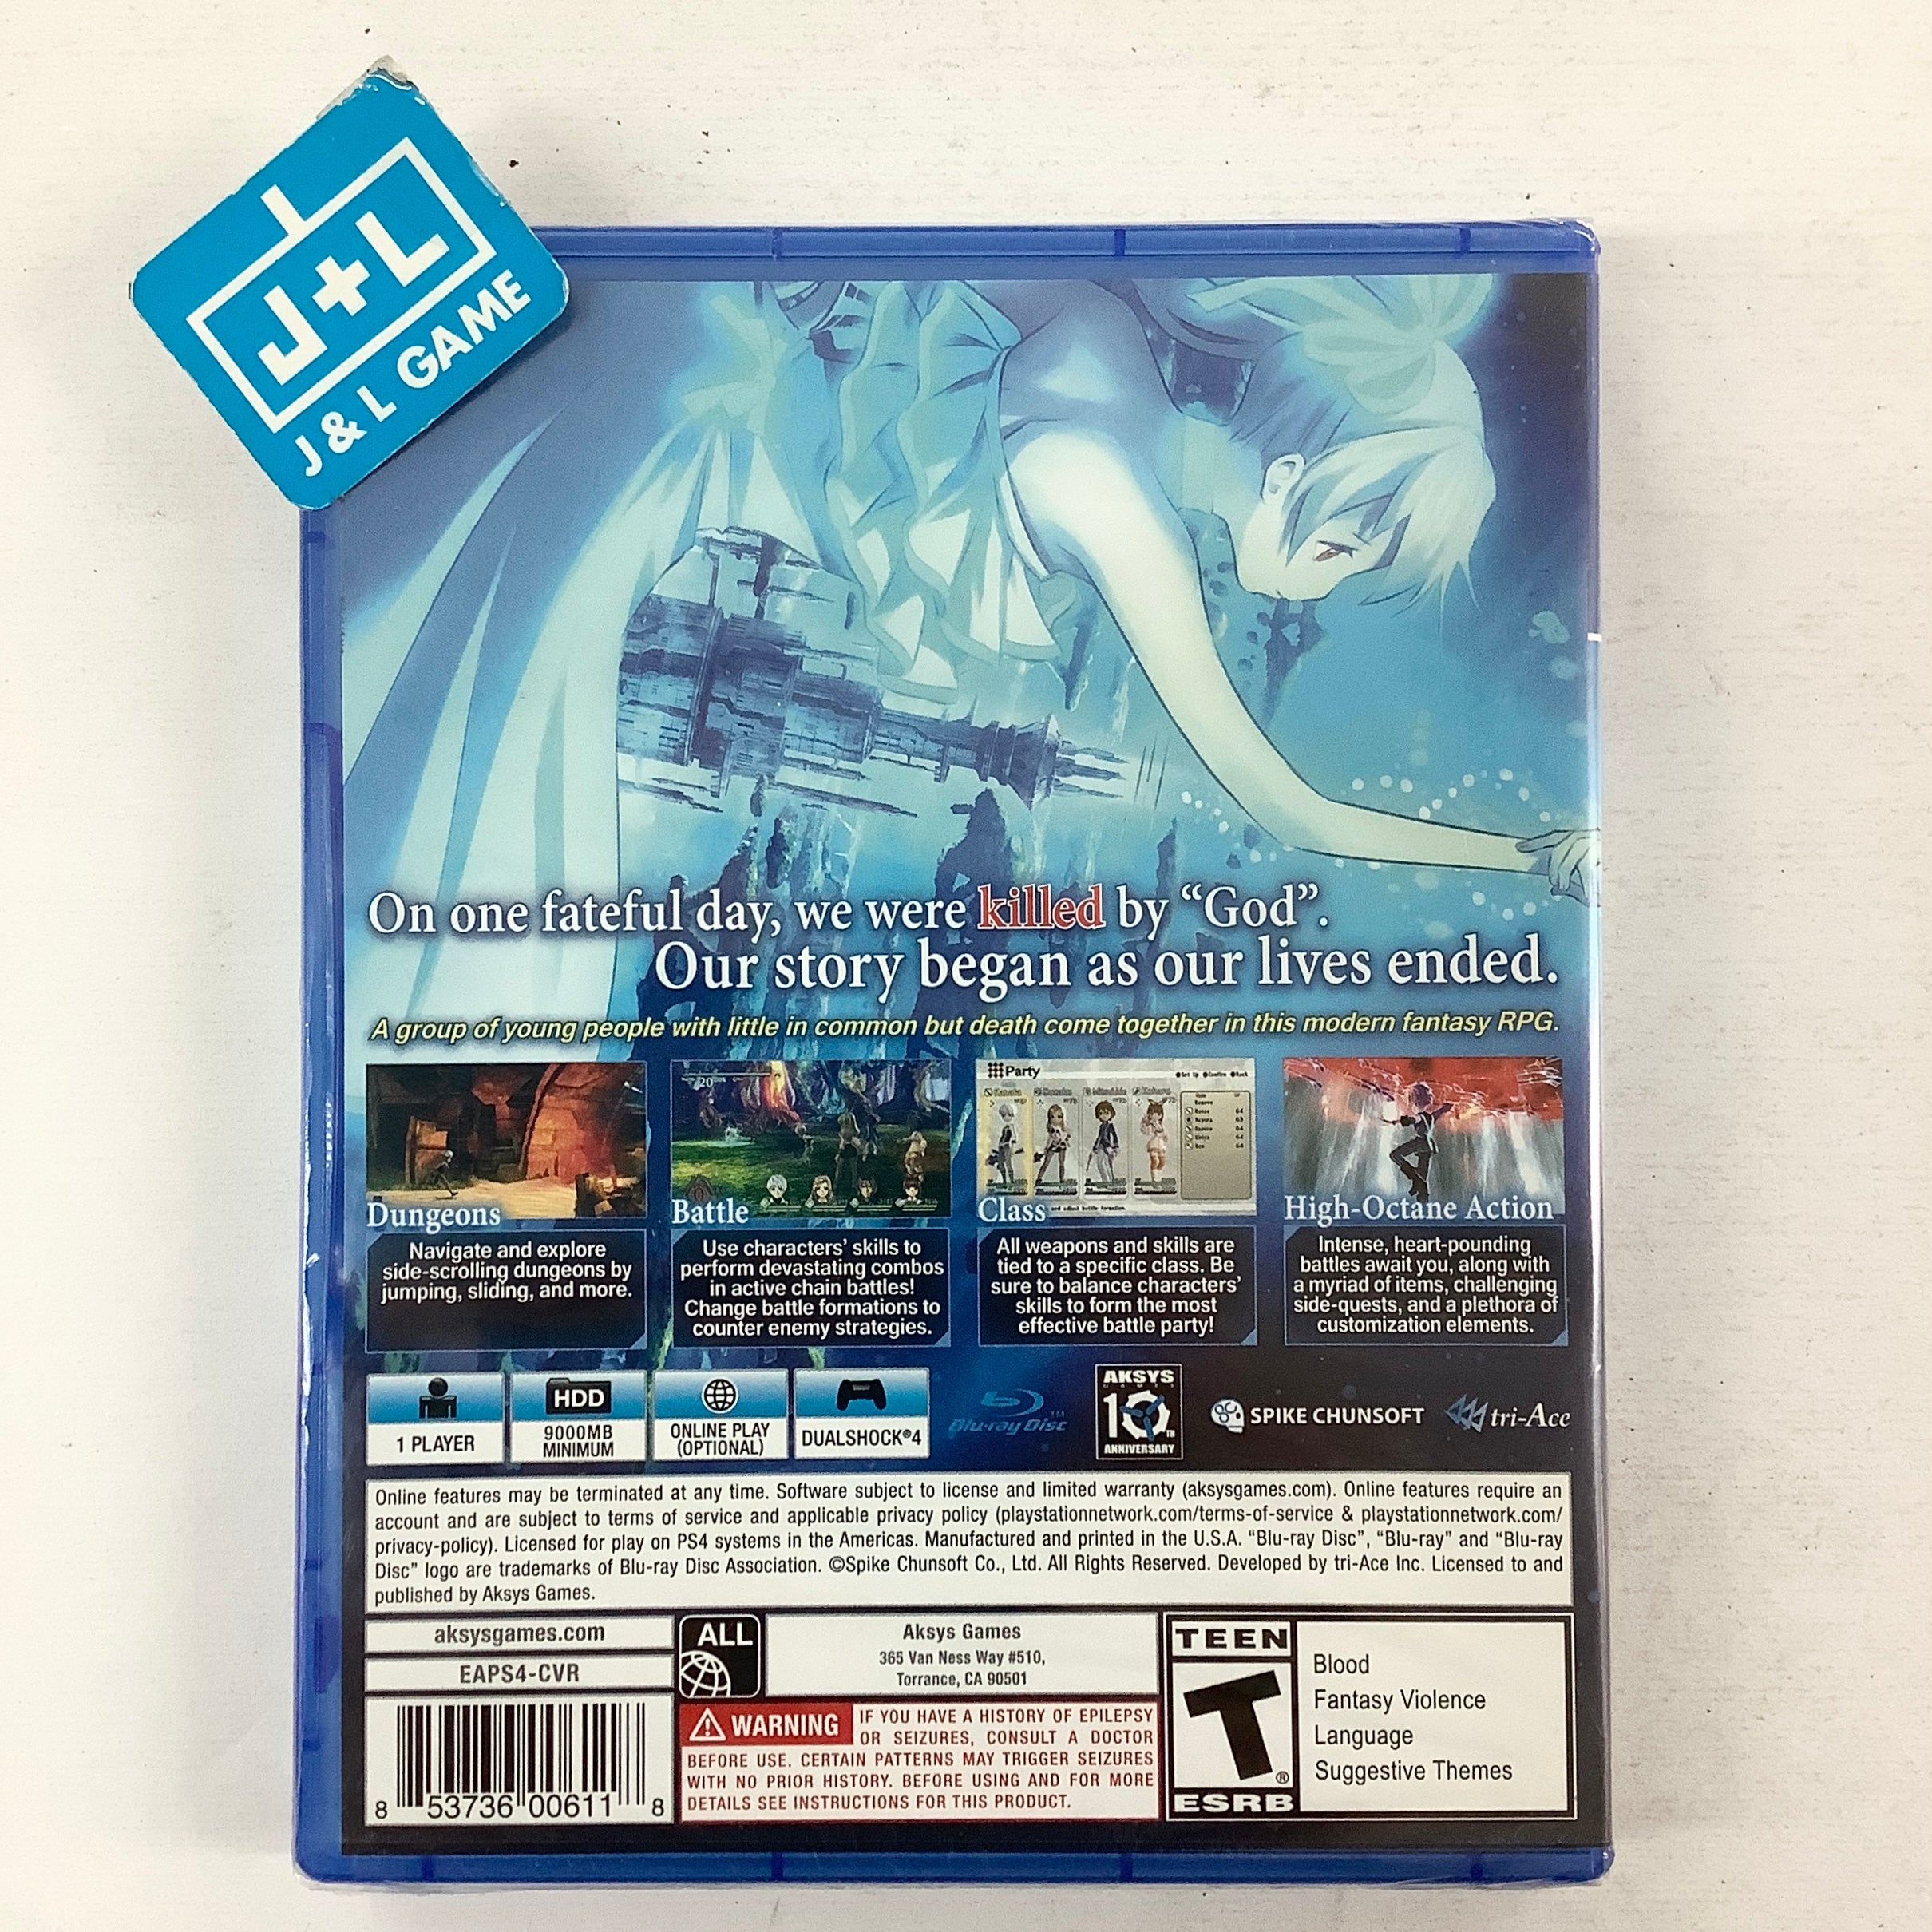 J+L
J & L GAME
On one fateful day, we were killed by “God”.
Our story began as our lives ended.
A group of young people with little in common but death come together in this modern fantasy RPG.
Dungeons
Navigate and explore
side-scrolling dungeons by
jumping, sliding, and more.
20
Battle
Use characters’ skills to
perform devastating combos
in active chain battles!
Change battle formations to
counter enemy strategies.
Party
Class
and adjust battle formation.
All weapons and skills are
tied to a specific class. Be
sure to balance characters’
skills to form the most
effective battle party!
High-Octane Action
Intense, heart-pounding
battles await you, along with
a myriad of items, challenging
side-quests, and a plethora of
customization elements.
1 PLAYER
HDD
9000MB
MINIMUM
ONLINE PLAY
(OPTIONAL)
DUALSHOCK®4
Blu-ray Disc™
AKSYS
GAMES
10TH
ANNIVERSARY
SPIKE CHUNSOFT
tri-Ace
Online features may be terminated at any time. Software subject to license and limited warranty (aksysgames.com). Online features require an
account and are subject to terms of service and applicable privacy policy (playstationnetwork.com/terms-of-service & playstationnetwork.com/
privacy-policy). Licensed for play on PS4 systems in the Americas. Manufactured and printed in the U.S.A. “Blu-ray Disc”, “Blu-ray” and “Blu-ray
Disc” logo are trademarks of Blu-ray Disc Association. ©Spike Chunsoft Co., Ltd. All Rights Reserved. Developed by tri-Ace Inc. Licensed to and
published by Aksys Games.
aksysgames.com
EAPS4-CVR
8 53736 00611 8
ALL
Aksys Games
365 Van Ness Way #510,
Torrance, CA 90501
WARNING IF YOU HAVE A HISTORY OF EPILEPSY
OR SEIZURES, CONSULT A DOCTOR
BEFORE USE. CERTAIN PATTERNS MAY TRIGGER SEIZURES
WITH NO PRIOR HISTORY. BEFORE USING AND FOR MORE
DETAILS SEE INSTRUCTIONS FOR THIS PRODUCT.
TEEN
T®
ESRB
Blood
Fantasy Violence
Language
Suggestive Themes